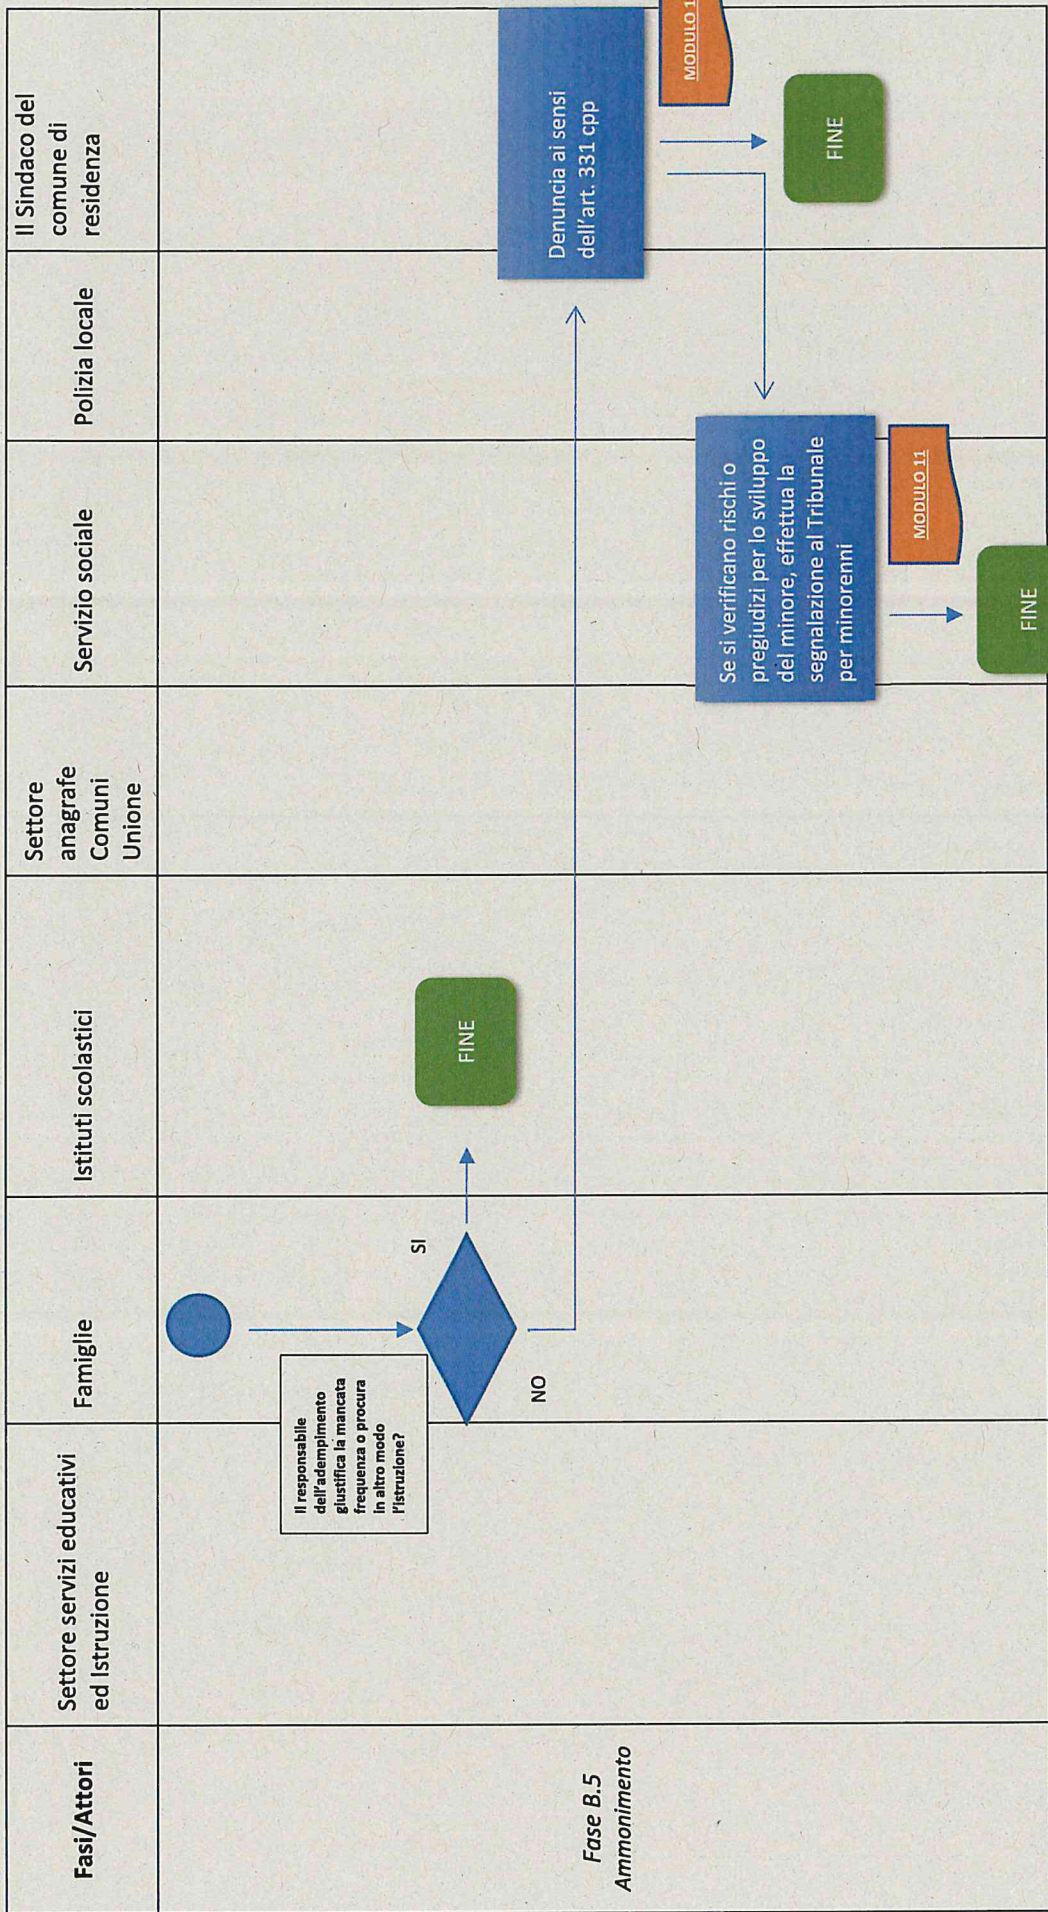 Fasi/Attori
Settore servizi educativi
ed Istruzione
Famiglie
Istituti scolastici
Settore
anagrafe
Comuni
Unione
Servizio sociale
Polizia locale
Il Sindaco del
comune di
residenza
Fase B.5
Ammonimento
Il responsabile
dell'adempimento
giustifica la mancata
frequenza o procura
in altro modo
l'istruzione?
SI
NO
FINE
Denuncia ai sensi
dell'art. 331 cpp
MODULO 1
FINE
Se si verificano rischi o
pregiudizi per lo sviluppo
del minore, effettua la
segnalazione al Tribunale
per minorenni
MODULO 11
FINE